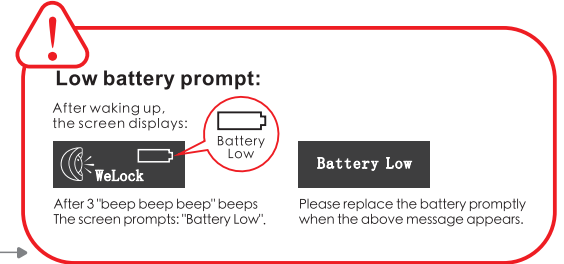 !
Low battery prompt:
After waking up,
the screen displays:
Battery
Low
WeLock
Battery Low
After 3 "beep beep beep" beeps
The screen prompts: "Battery Low".
Please replace the battery promptly
when the above message appears.